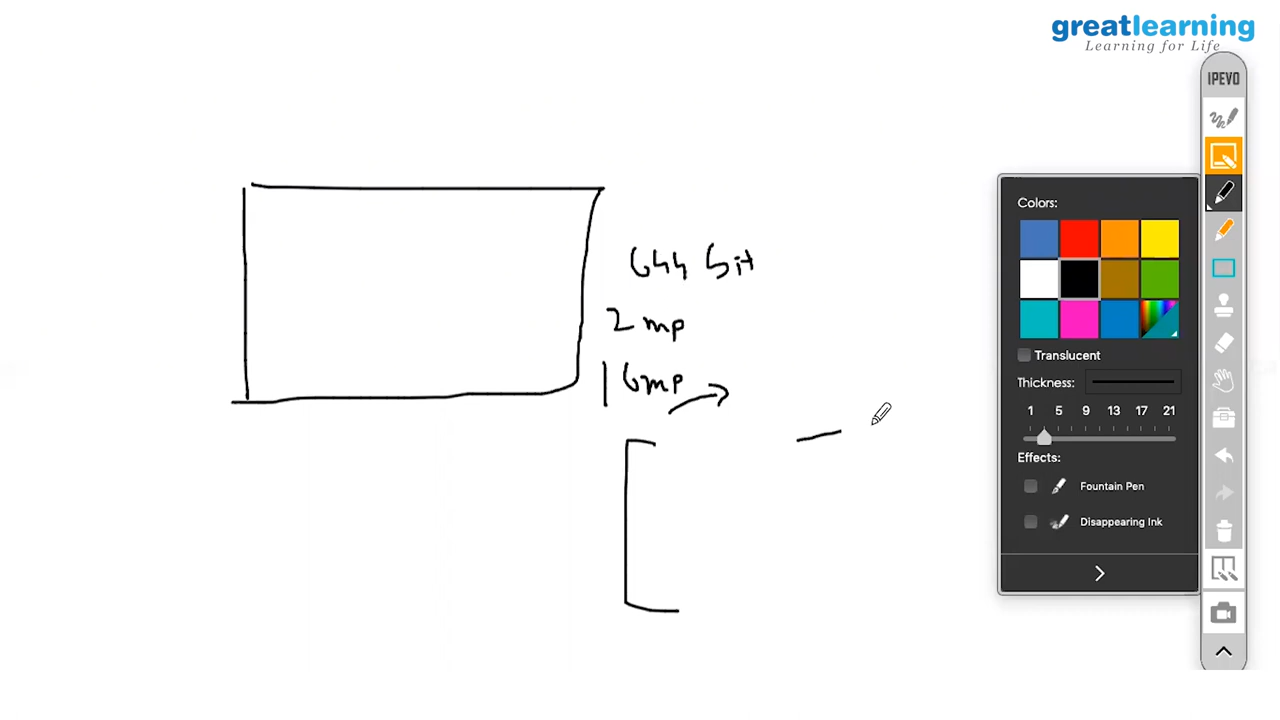 greatlearning
Learning for Life
IPEVO
Colors:
644 bit
2 mp
Translucent
16mp
Thickness:
1 5 9 13 17 21
Effects:
Fountain Pen
Disappearing Ink